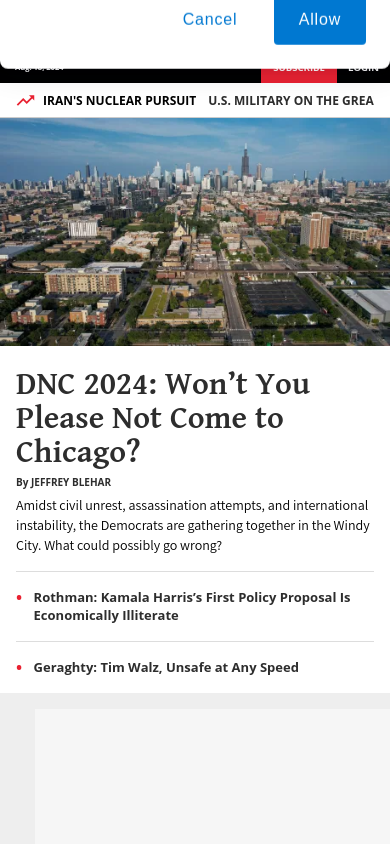 Cancel Allow
SUBSCRIBE LOGIN
IRAN'S NUCLEAR PURSUIT U.S. MILITARY ON THE GREA
DNC 2024: Won’t You
Please Not Come to
Chicago?
By JEFFREY BLEHAR
Amidst civil unrest, assassination attempts, and international
instability, the Democrats are gathering together in the Windy
City. What could possibly go wrong?
• Rothman: Kamala Harris’s First Policy Proposal Is
Economically Illiterate
• Geraghty: Tim Walz, Unsafe at Any Speed